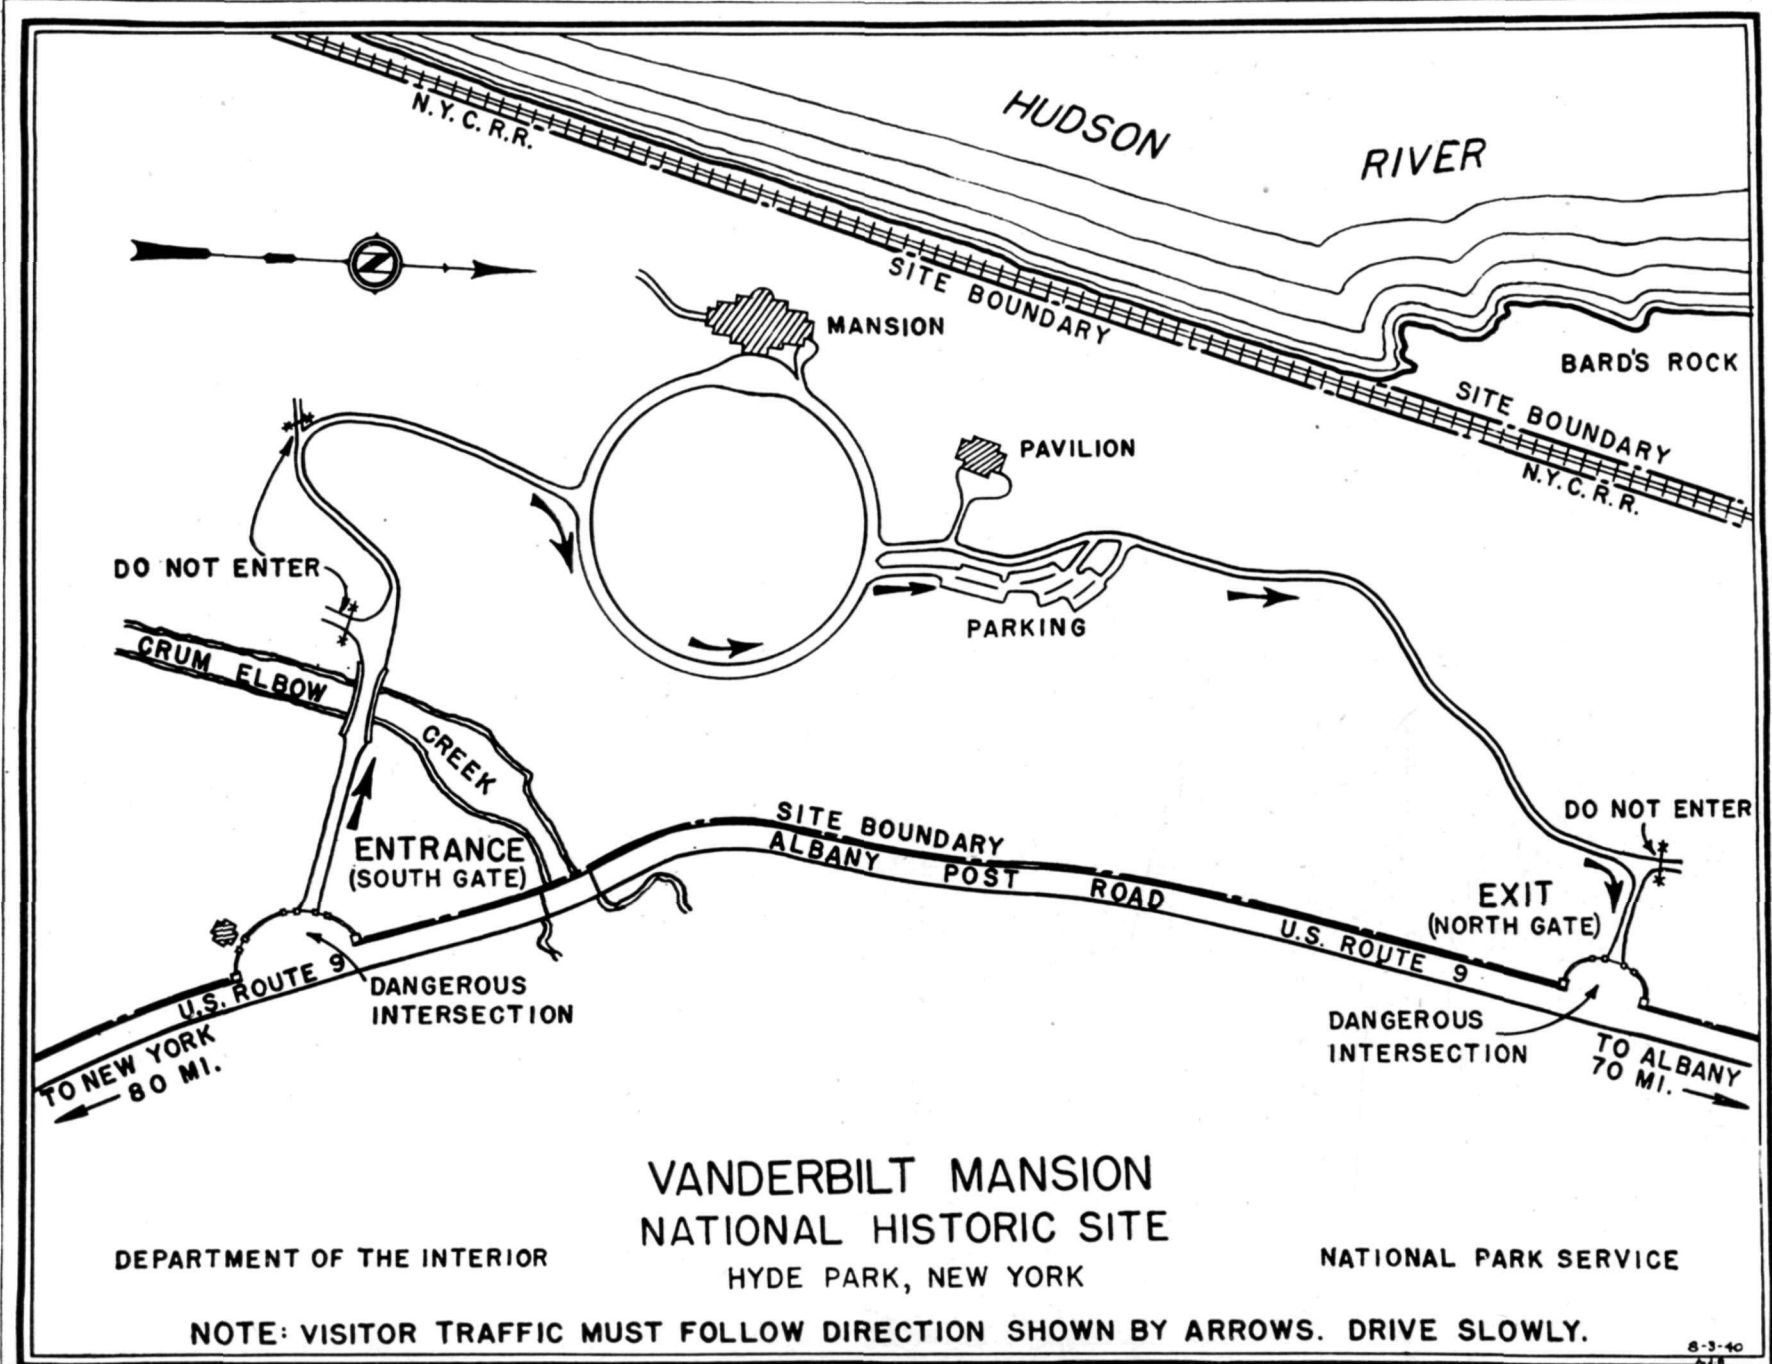 HUDSON RIVER
N.Y.C.R.R.
SITE BOUNDARY
MANSION
BARD'S ROCK
SITE BOUNDARY
N.Y.C.R.R.
PAVILION
DO NOT ENTER
PARKING
CRUM ELBOW
CREEK
SITE BOUNDARY
ALBANY POST ROAD
DO NOT ENTER
ENTRANCE
(SOUTH GATE)
EXIT
(NORTH GATE)
U.S. ROUTE 9
U.S. ROUTE 9
DANGEROUS
INTERSECTION
DANGEROUS
INTERSECTION
TO NEW YORK
80 MI.
TO ALBANY
70 MI.
VANDERBILT MANSION
NATIONAL HISTORIC SITE
HYDE PARK, NEW YORK
DEPARTMENT OF THE INTERIOR
NATIONAL PARK SERVICE
NOTE: VISITOR TRAFFIC MUST FOLLOW DIRECTION SHOWN BY ARROWS. DRIVE SLOWLY.
8-3-40